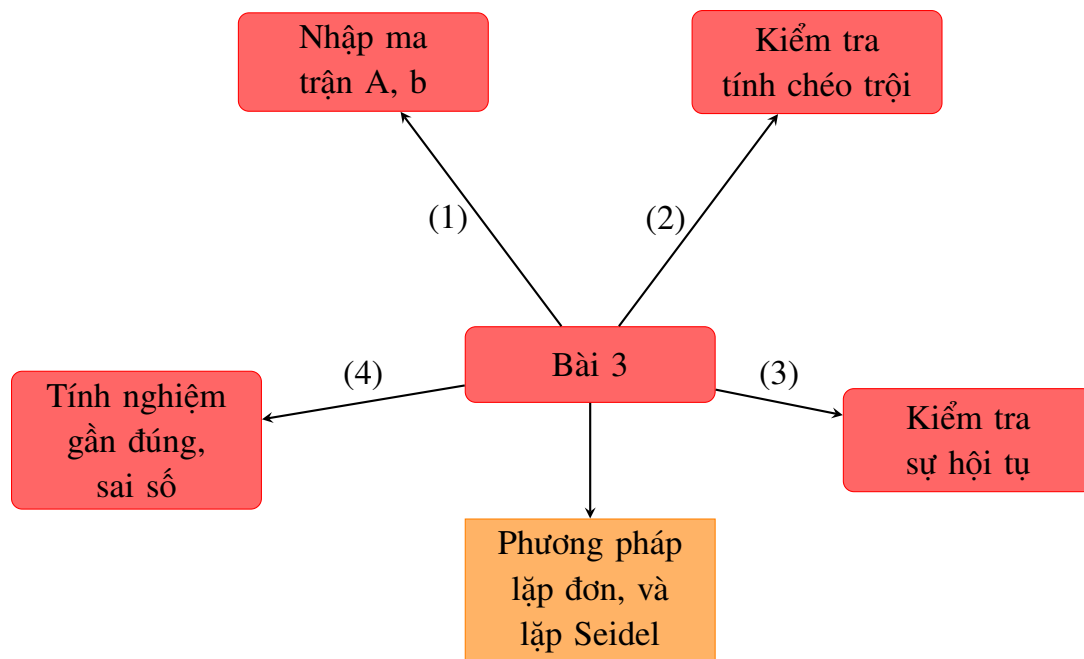 Nhập ma
trận A, b
Kiểm tra
tính chéo trội
(1)
(2)
Bài 3
(4)
(3)
Tính nghiệm
gần đúng,
sai số
Kiểm tra
sự hội tụ
Phương pháp
lặp đơn, và
lặp Seidel